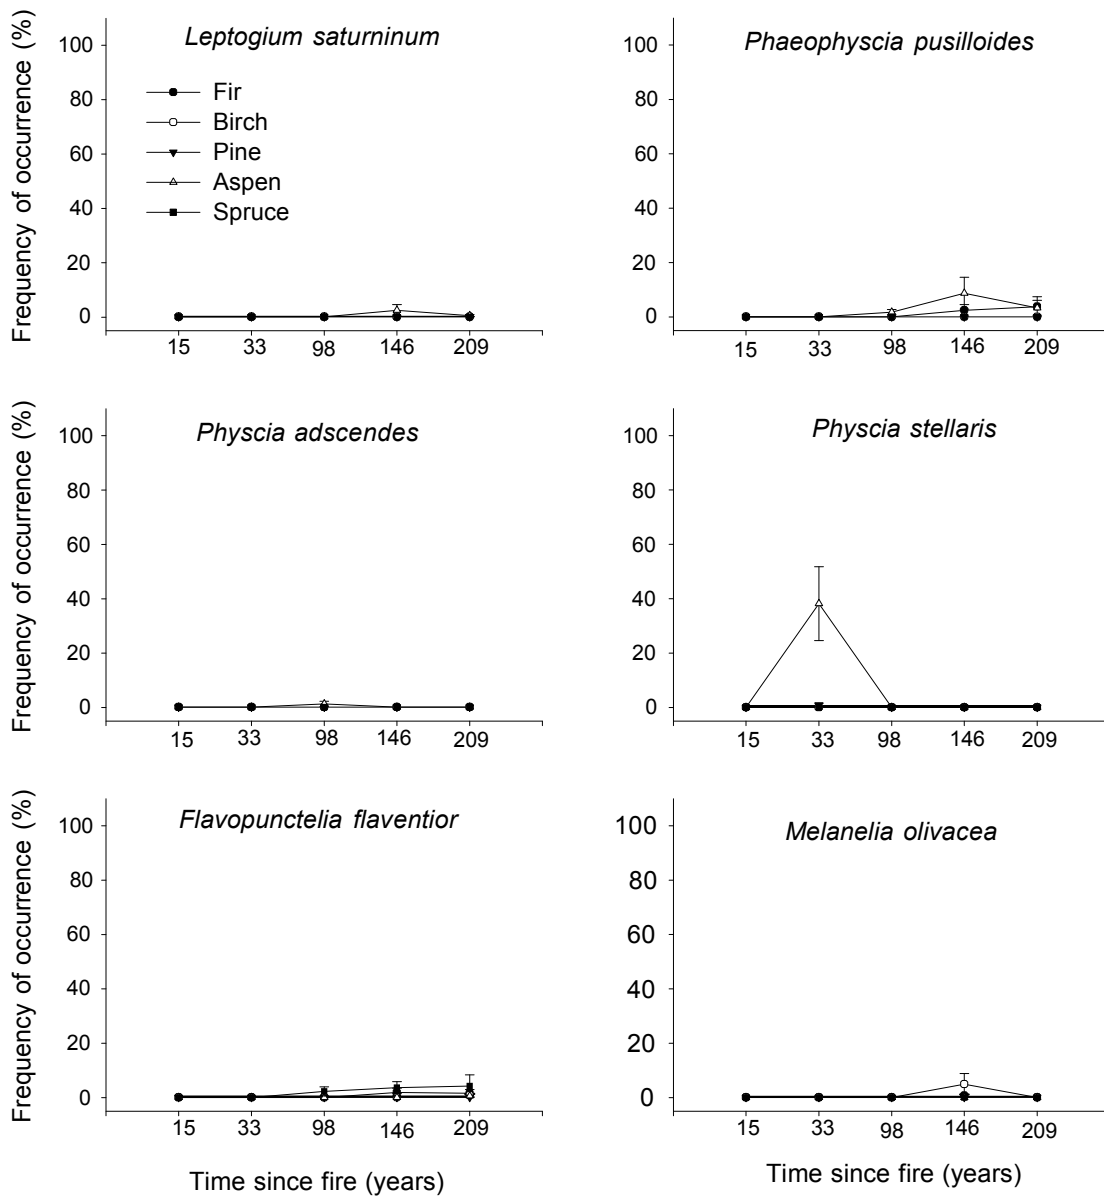 Frequency of occurrence (%)
Leptogium saturninum
100
80
60
40
20
0
Fir
Birch
Pine
Aspen
Spruce
15 33 98 146 209
Phaeophyscia pusilloides
100
80
60
40
20
0
15 33 98 146 209
Frequency of occurrence (%)
Physcia adscendes
100
80
60
40
20
0
15 33 98 146 209
Physcia stellaris
100
80
60
40
20
0
15 33 98 146 209
Frequency of occurrence (%)
Flavopunctelia flaventior
100
80
60
40
20
0
15 33 98 146 209
Time since fire (years)
Melanelia olivacea
100
80
60
40
20
0
15 33 98 146 209
Time since fire (years)